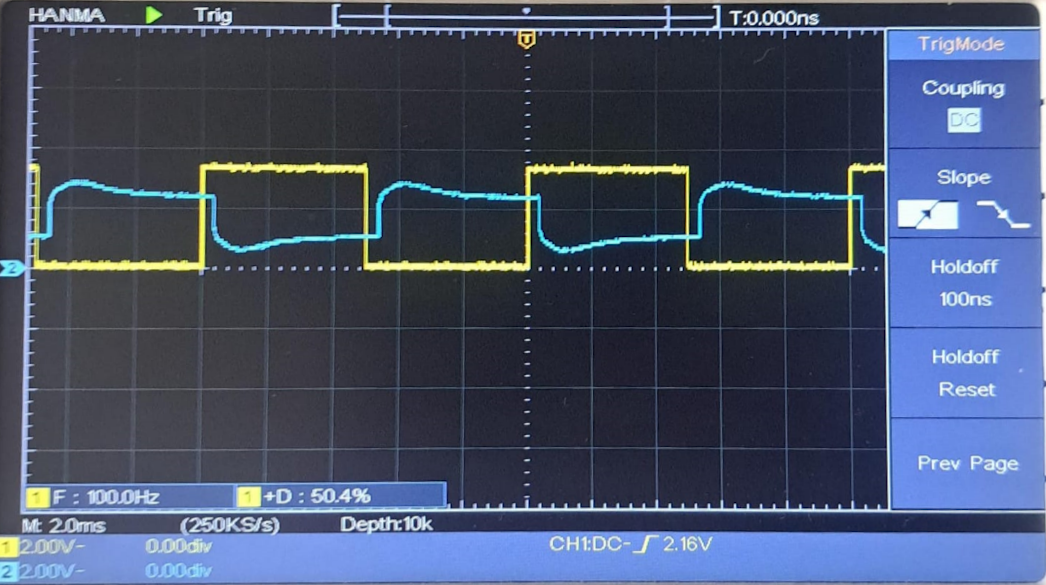 HANMA Trig T:0.000ns
T
TrigMode
Coupling
DC
Slope
2
Holdoff
100ns
Holdoff
Reset
Prev Page
1 F : 100.0Hz 1 +D : 50.4%
M: 2.0ms (250KS/s) Depth:10k
1 2.00V- 0.00div CH1:DC- 2.16V
2 2.00V- 0.00div